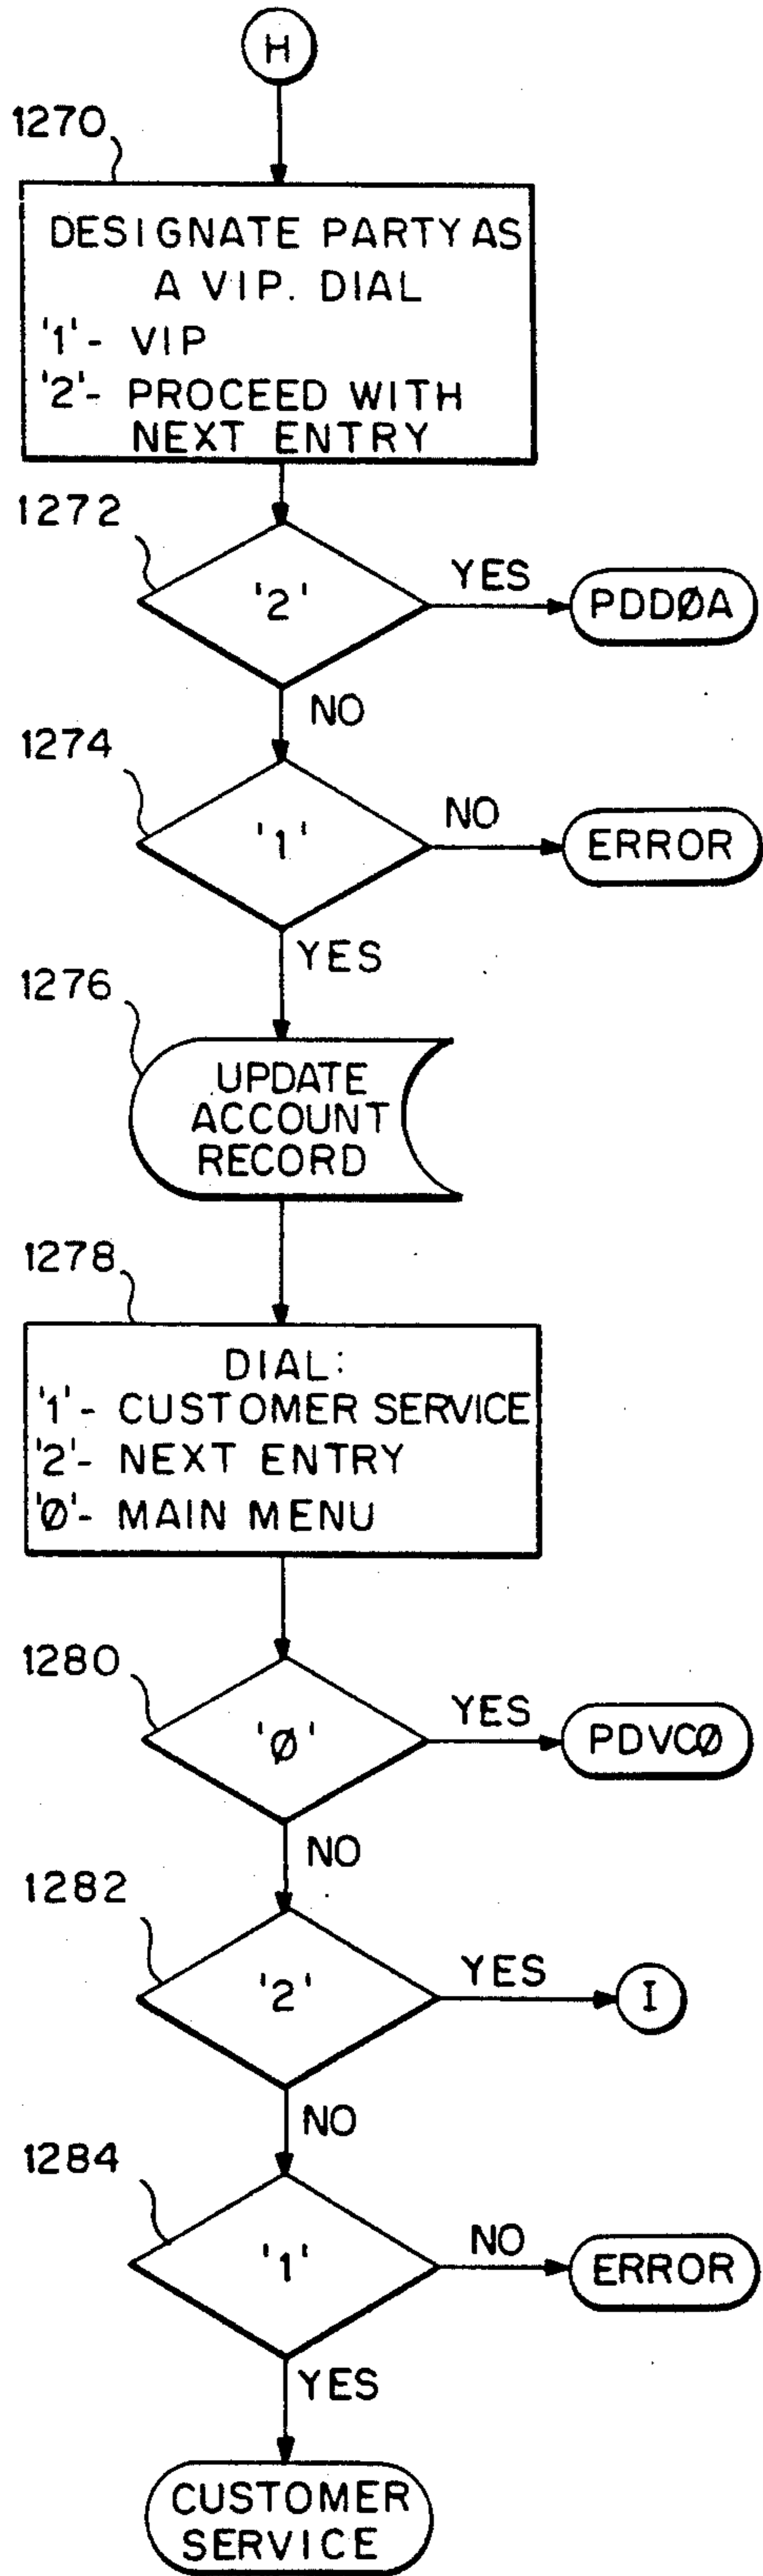 H
1270
DESIGNATE PARTY AS
A VIP. DIAL
'1'- VIP
'2'- PROCEED WITH
NEXT ENTRY
1272
'2'
YES
PDDØA
NO
1274
'1'
NO
ERROR
YES
1276
UPDATE
ACCOUNT
RECORD
1278
DIAL:
'1'- CUSTOMER SERVICE
'2'- NEXT ENTRY
'Ø'- MAIN MENU
1280
'Ø'
YES
PDVCØ
NO
1282
'2'
YES
I
NO
1284
'1'
NO
ERROR
YES
CUSTOMER
SERVICE